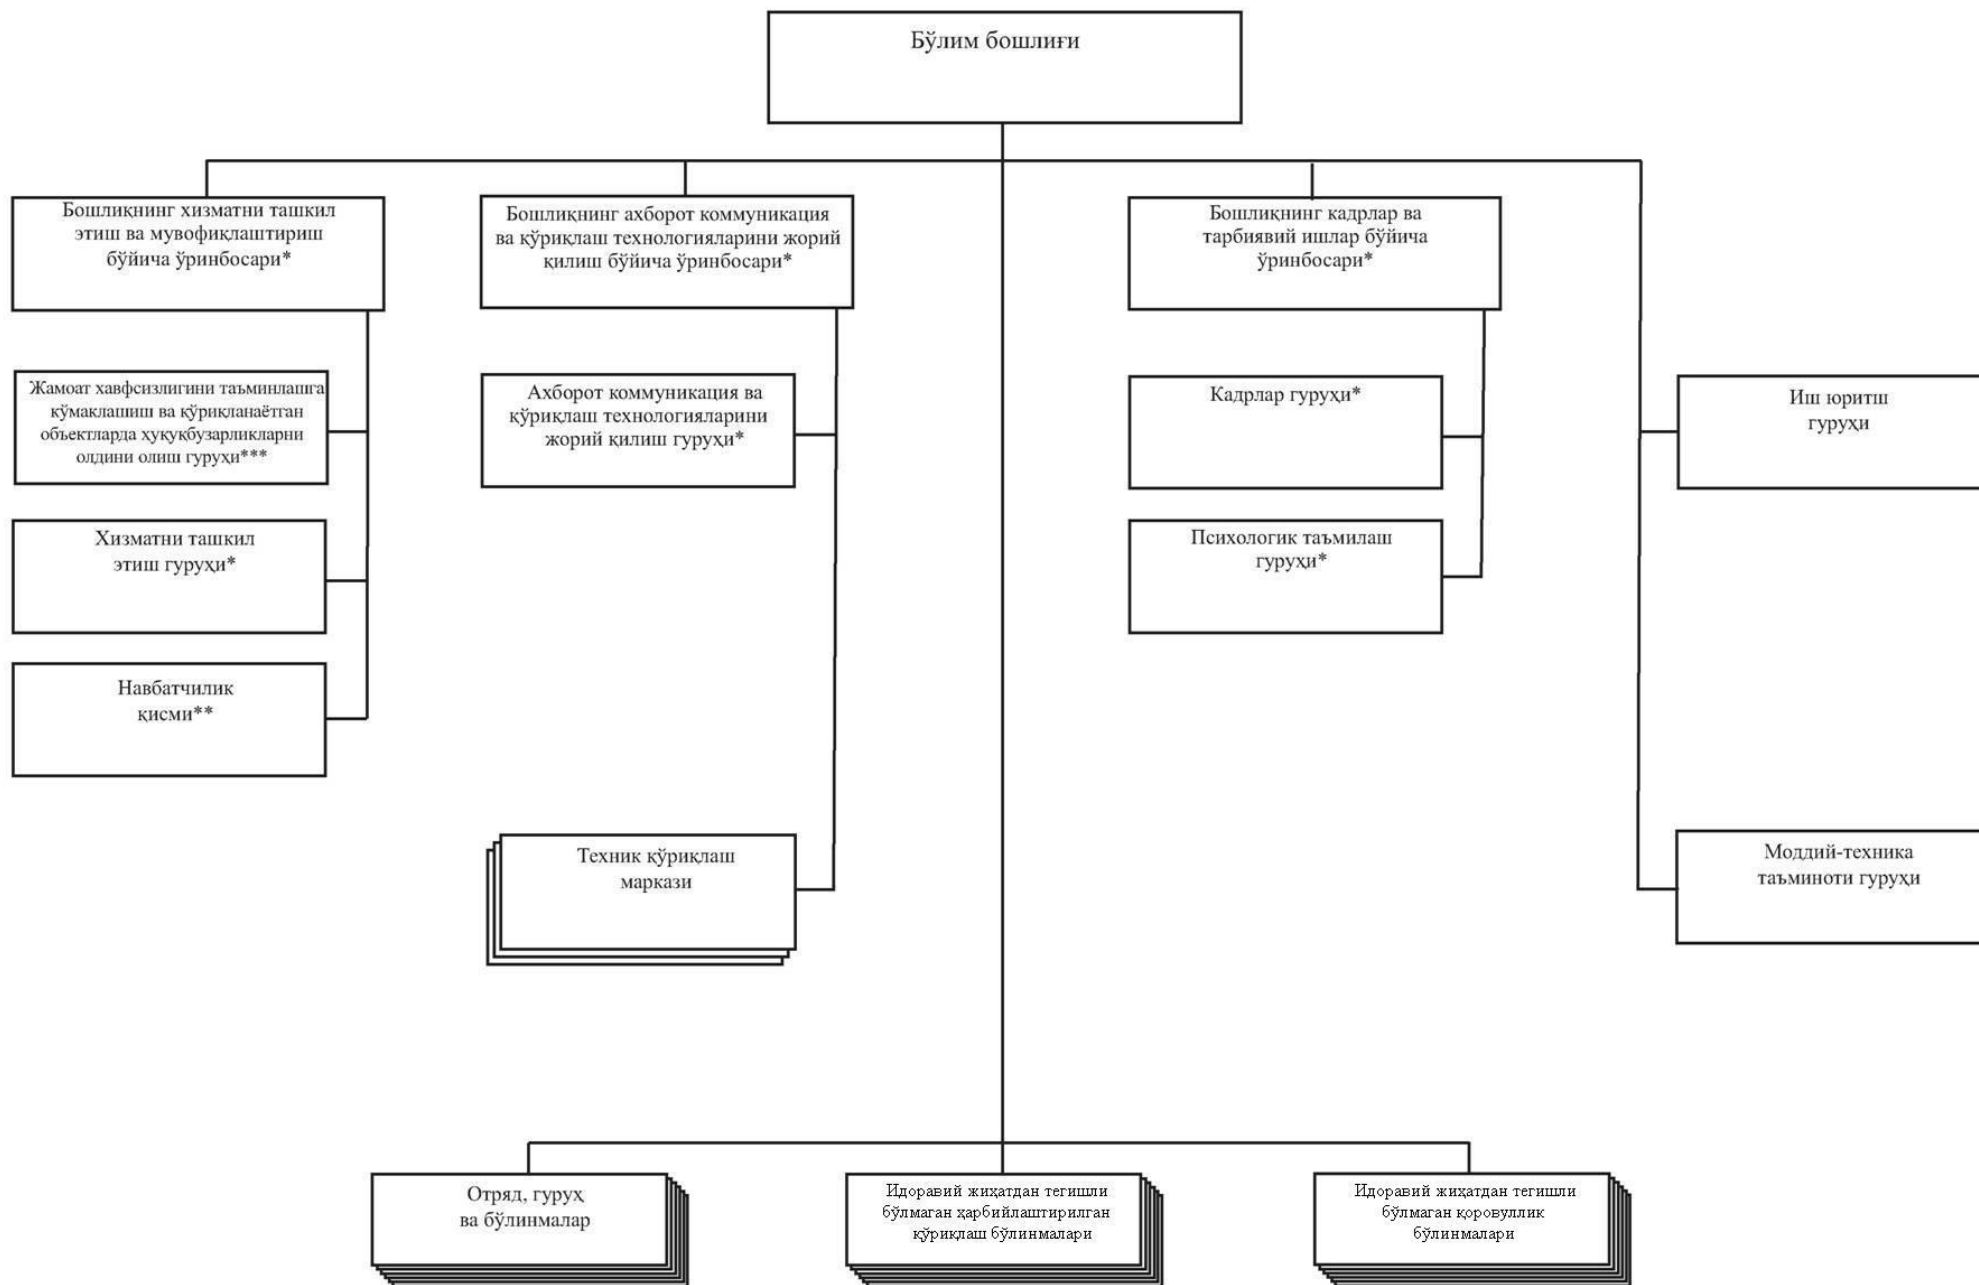 Бўлим бошлиғи
Бошлиқнинг хизматни ташкил
этиш ва мувофиқлаштириш
бўйича ўринбосари*
Бошлиқнинг ахборот коммуникация
ва қўриқлаш технологияларини жорий
қилиш бўйича ўринбосари*
Бошлиқнинг кадрлар ва
тарбиявий ишлар бўйича
ўринбосари*
Жамоат хавфсизлигини таъминлашга
кўмаклашиш ва қўриқланаётган
объектларда ҳуқуқбузарликларни
олдини олиш гуруҳи***
Ахборот коммуникация ва
қўриқлаш технологияларини
жорий қилиш гуруҳи*
Кадрлар гуруҳи*
Иш юритш
гуруҳи
Хизматни ташкил
этиш гуруҳи*
Психологик таъмилаш
гуруҳи*
Навбатчилик
қисми**
Техник қўриқлаш
маркази
Моддий-техника
таъминоти гуруҳи
Отряд, гуруҳ
ва бўлинмалар
Идоравий жиҳатдан тегишли
бўлмаган ҳарбийлаштирилган
қўриқлаш бўлинмалари
Идоравий жиҳатдан тегишли
бўлмаган қоровуллик
бўлинмалари